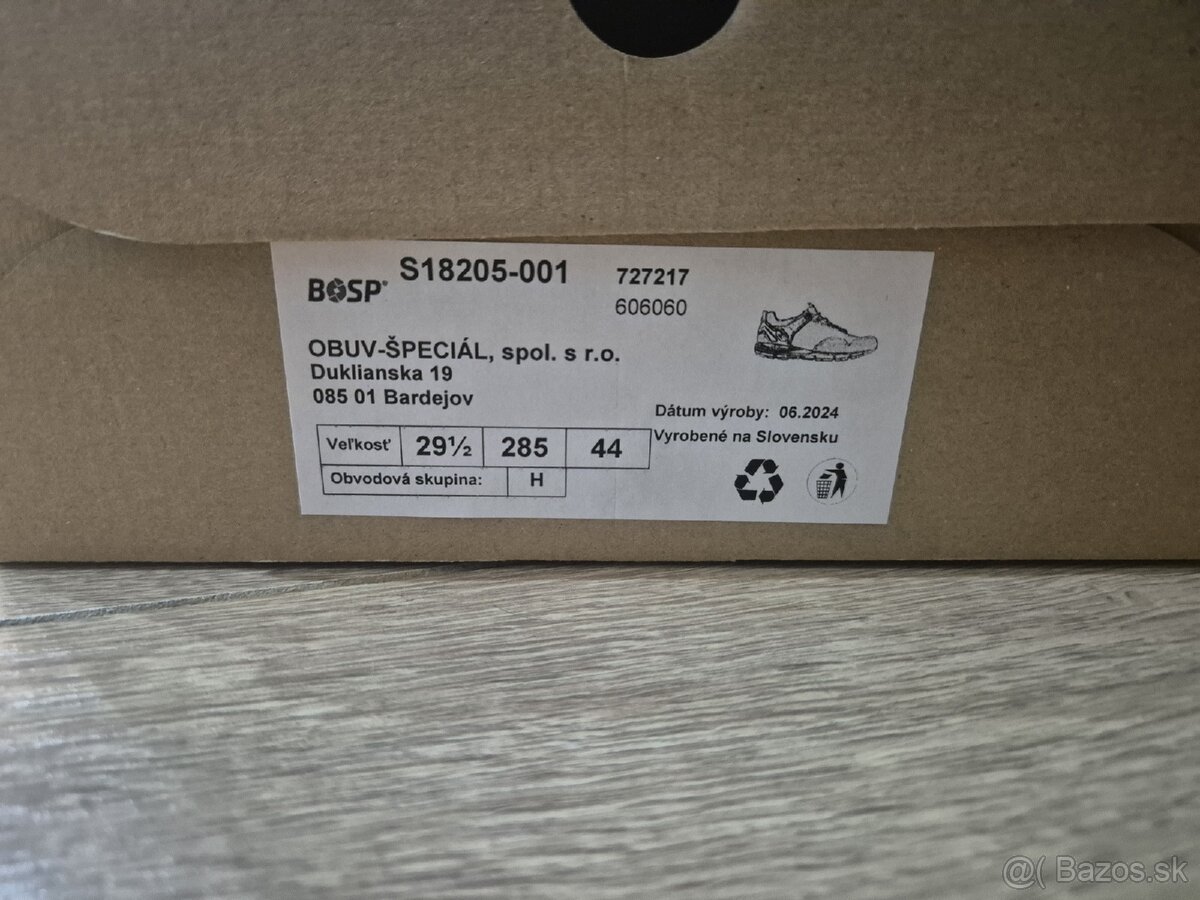 BOSP® S18205-001 727217
606060
OBUV-ŠPECIÁL, spol. s r.o.
Duklianska 19
085 01 Bardejov
Dátum výroby: 06.2024
Vyrobené na Slovensku
Veľkosť 29½ 285 44
Obvodová skupina: H
@( Bazos.sk